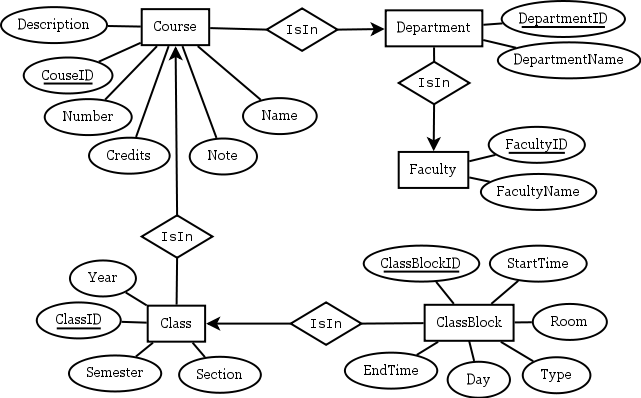 Description
Course
IsIn
Department
DepartmentID
DepartmentName
CouseID
Number
Credits
Note
Name
IsIn
Faculty
FacultyID
FacultyName
IsIn
Year
ClassID
Class
Semester
Section
IsIn
ClassBlockID
StartTime
ClassBlock
Room
EndTime
Day
Type